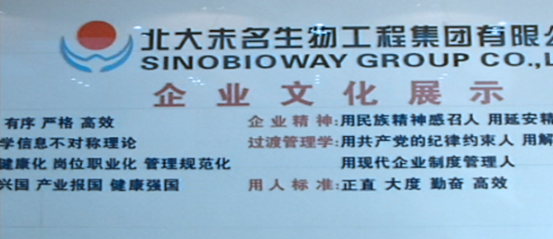 北大未名生物工程集团有限公
SINOBIOWAY GROUP CO.,L
企业文化展示
有序 严格 高效
企业精神:用民族精神感召人 用延安精
学信息不对称理论
过渡管理学:用共产党的纪律约束人 用解
健康化 岗位职业化 管理规范化
用现代企业制度管理人
兴国 产业报国 健康强国
用人标准:正直 大度 勤奋 高效